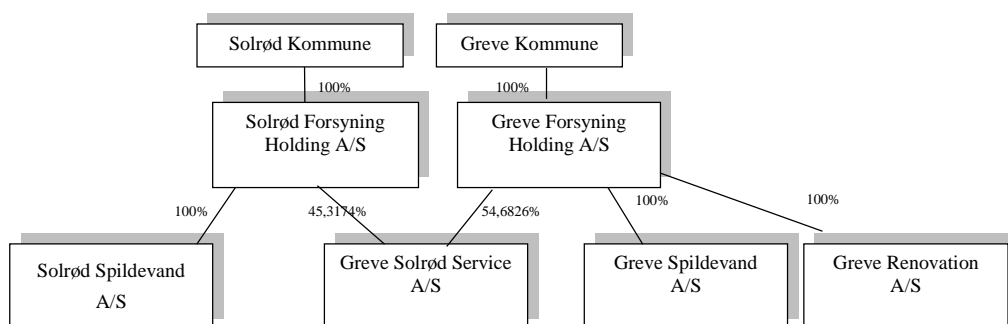 Solrød Kommune
Greve Kommune
100%
100%
Solrød Forsyning
Holding A/S
Greve Forsyning
Holding A/S
100%
45,3174%
54,6826%
100%
100%
Solrød Spildevand
A/S
Greve Solrød Service
A/S
Greve Spildevand
A/S
Greve Renovation
A/S